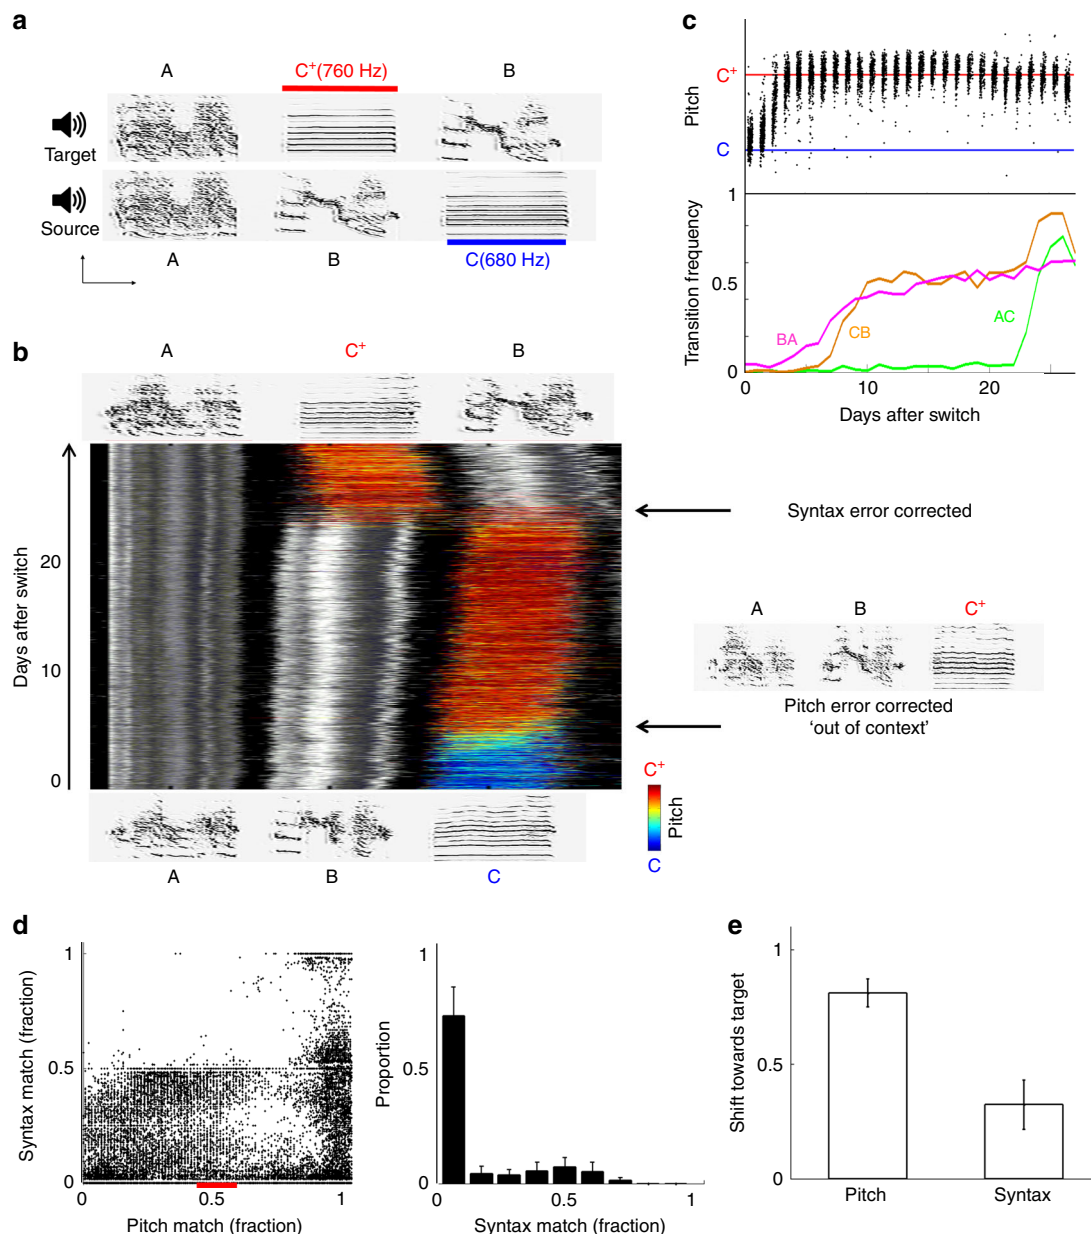 a
A
C+(760 Hz)
B
Target
Source
A
B
C(680 Hz)
b
A
C+
B
Days after switch
20
10
0
A
B
C
Syntax error corrected
A
B
C+
Pitch error corrected
‘out of context’
C+
Pitch
C
c
Pitch
C+
C
Transition frequency
1
0.5
0
BA
CB
AC
0
10
20
Days after switch
d
Syntax match (fraction)
1
0.5
0
0
0.5
1
Pitch match (fraction)
Proportion
1
0.5
0
0
0.5
1
Syntax match (fraction)
e
Shift towards target
1
0.5
0
Pitch
Syntax